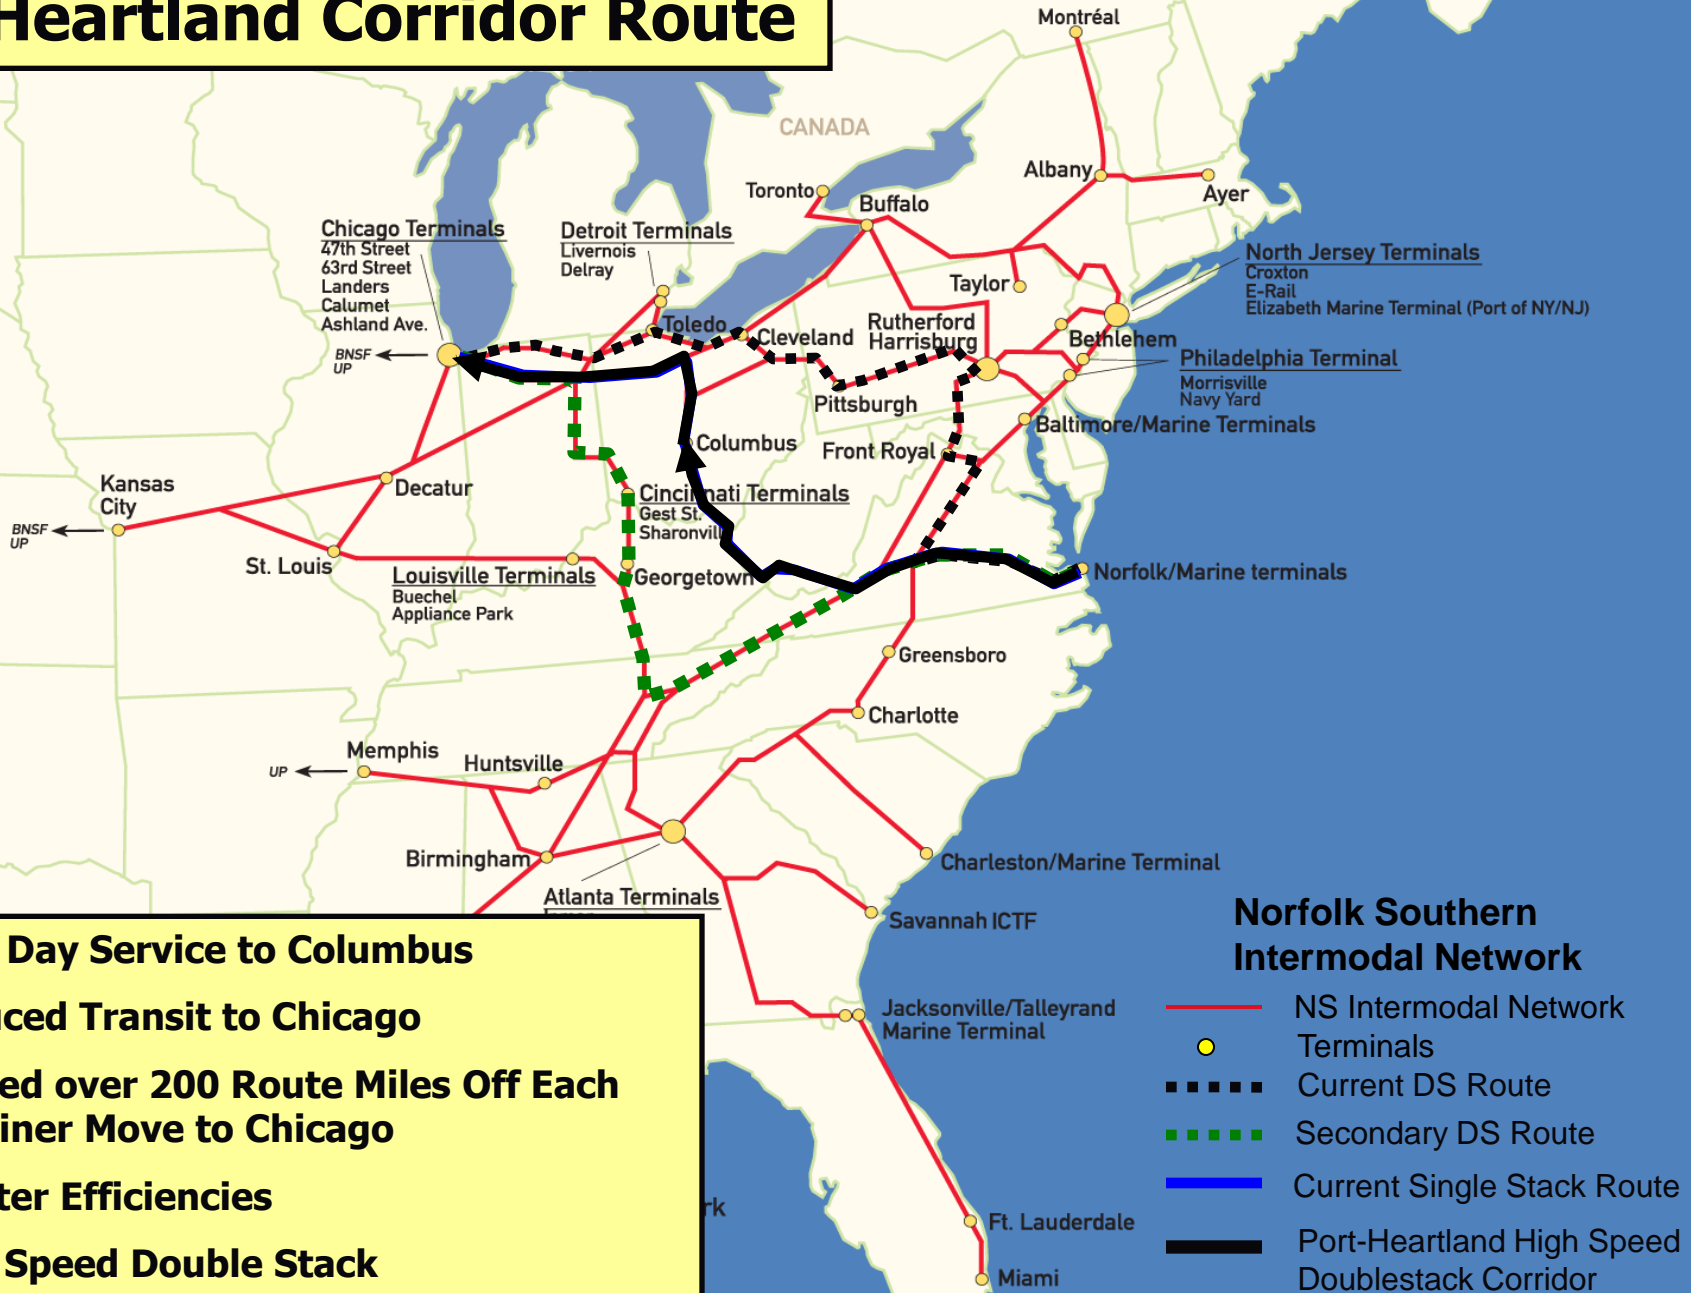 Heartland Corridor Route
Montréal
CANADA
Albany
Ayer
Toronto
Buffalo
Chicago Terminals
47th Street
63rd Street
Landers
Calumet
Ashland Ave.
BNSF
UP
Detroit Terminals
Livernois
Delray
North Jersey Terminals
Croxton
E-Rail
Elizabeth Marine Terminal (Port of NY/NJ)
Taylor
Toledo
Cleveland
Rutherford
Harrisburg
Bethlehem
Philadelphia Terminal
Morrisville
Navy Yard
Pittsburgh
Baltimore/Marine Terminals
Columbus
Front Royal
Kansas
City
BNSF
UP
Decatur
Cincinnati Terminals
Gest St.
Sharonville
St. Louis
Louisville Terminals
Buechel
Appliance Park
Georgetown
Norfolk/Marine terminals
Greensboro
Charlotte
Memphis
UP
Huntsville
Birmingham
Atlanta Terminals
Charleston/Marine Terminal
Savannah ICTF
Jacksonville/Talleyrand
Marine Terminal
Ft. Lauderdale
Miami
Day Service to Columbus
uced Transit to Chicago
ed over 200 Route Miles Off Each
iner Move to Chicago
ter Efficiencies
Speed Double Stack
rk
Norfolk Southern
Intermodal Network
NS Intermodal Network
Terminals
Current DS Route
Secondary DS Route
Current Single Stack Route
Port-Heartland High Speed
Doublestack Corridor